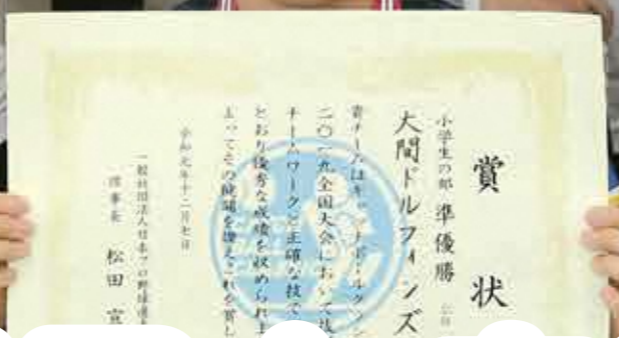 賞状
小学生の部 準優勝
大間ドルフィンズ
貴チームはキャッチボールクラシック
二〇一九全国大会において抜
チームワークと正確な技で
とおり優秀な成績を収められま
よってその健闘を讃えこれを賞し
令和元年十二月七日
一般社団法人日本プロ野球選
理事長 松田 宣